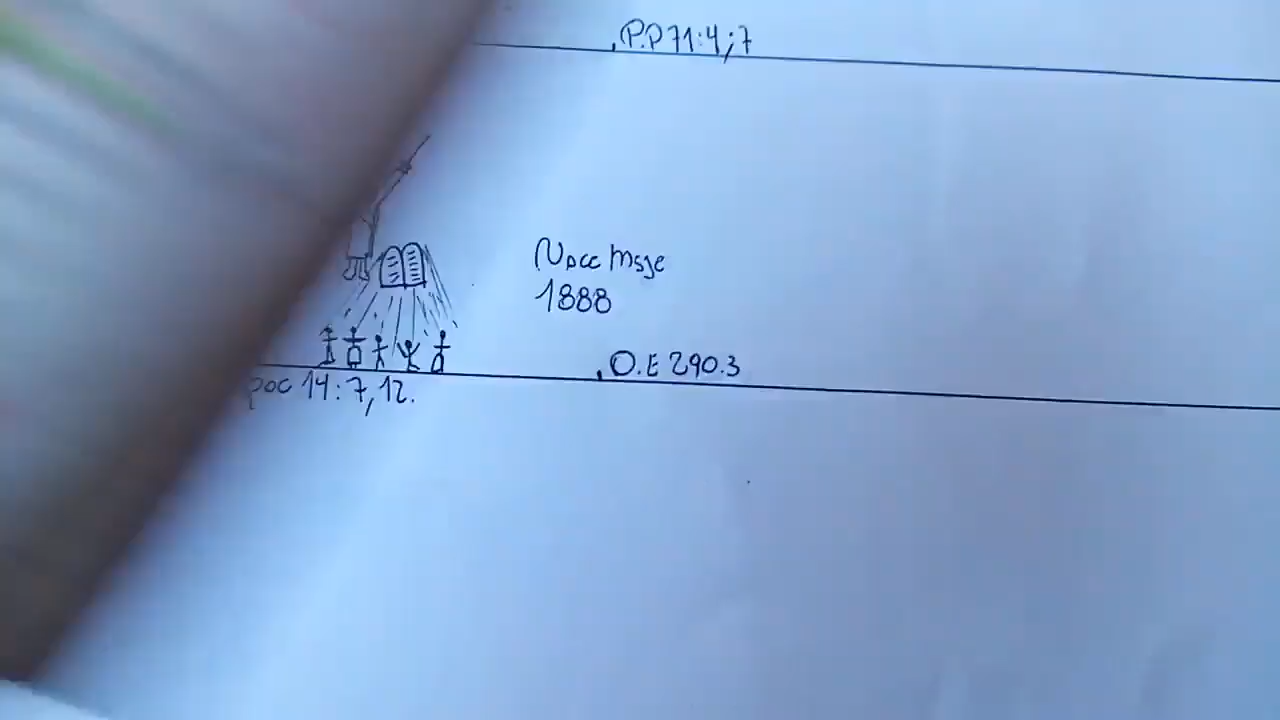 P.P 71:4;7
Nacc Msje
1888
O.E 290.3
poc 14:7,12.